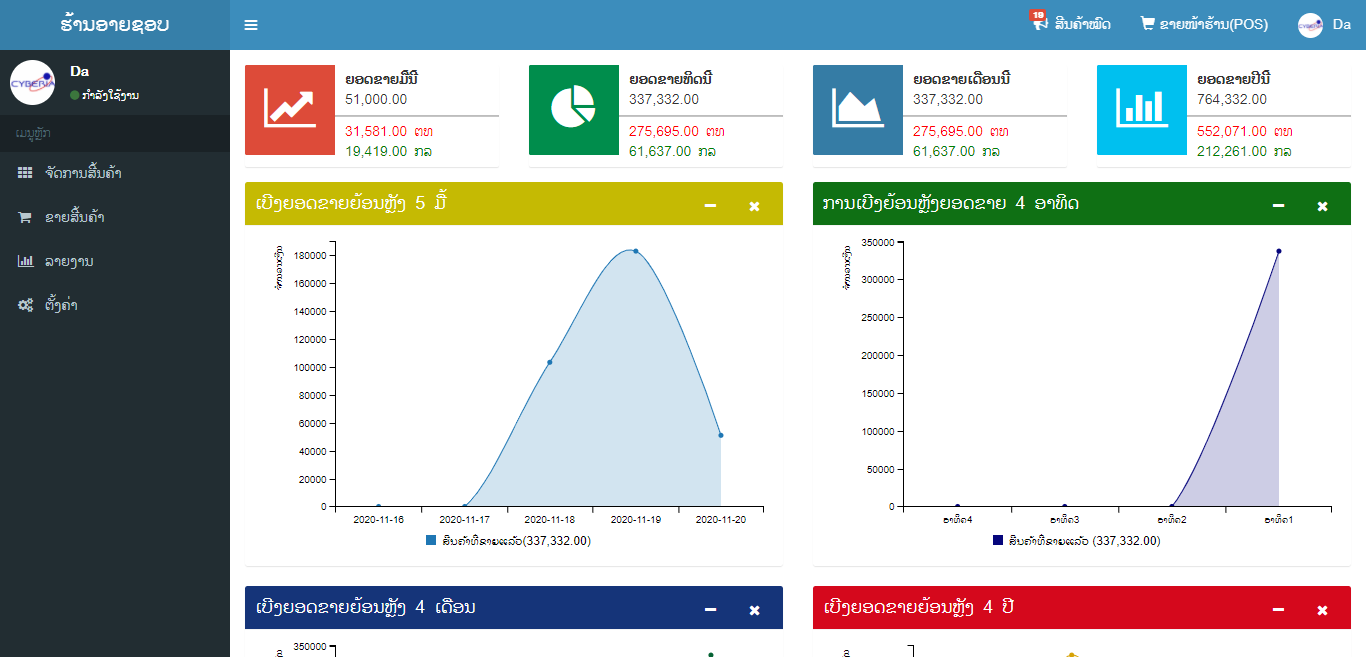 ຮ້ານອາຍຊອບ
19
ສິນຄ້າໝົດ
ຂາຍໜ້າຮ້ານ(POS)
CYBERIA
Da
CYBERIA
Da
ກຳລັງໃຊ້ງານ
ເມນູຫຼັກ
ຈັດການສິ້ນຄ້າ
ຂາຍສິ້ນຄ້າ
ລາຍງານ
ຕັ້ງຄ່າ
ຍອດຂາຍມື້ນີ້
51,000.00
31,581.00 ຕທ
19,419.00 ກລ
ຍອດຂາຍທິດນີ້
337,332.00
275,695.00 ຕທ
61,637.00 ກລ
ຍອດຂາຍເດືອນນີ້
337,332.00
275,695.00 ຕທ
61,637.00 ກລ
ຍອດຂາຍປີນີ້
764,332.00
552,071.00 ຕທ
212,261.00 ກລ
ເບີງຍອດຂາຍຍ້ອນຫຼັງ 5 ມື້
ຈຳນວນເງິນ
180000
160000
140000
120000
100000
80000
60000
40000
20000
0
2020-11-16 2020-11-17 2020-11-18 2020-11-19 2020-11-20
ສິນຄ້າທີ່ຂາຍແລ້ວ(337,332.00)
ການເບີງຍ້ອນຫຼັງຍອດຂາຍ 4 ອາທິດ
ຈຳນວນເງິນ
350000
300000
250000
200000
150000
100000
50000
0
ອາທິດ4 ອາທິດ3 ອາທິດ2 ອາທິດ1
ສິນຄ້າທີ່ຂາຍແລ້ວ (337,332.00)
ເບີງຍອດຂາຍຍ້ອນຫຼັງ 4 ເດືອນ
350000
ເບີງຍອດຂາຍຍ້ອນຫຼັງ 4 ປີ